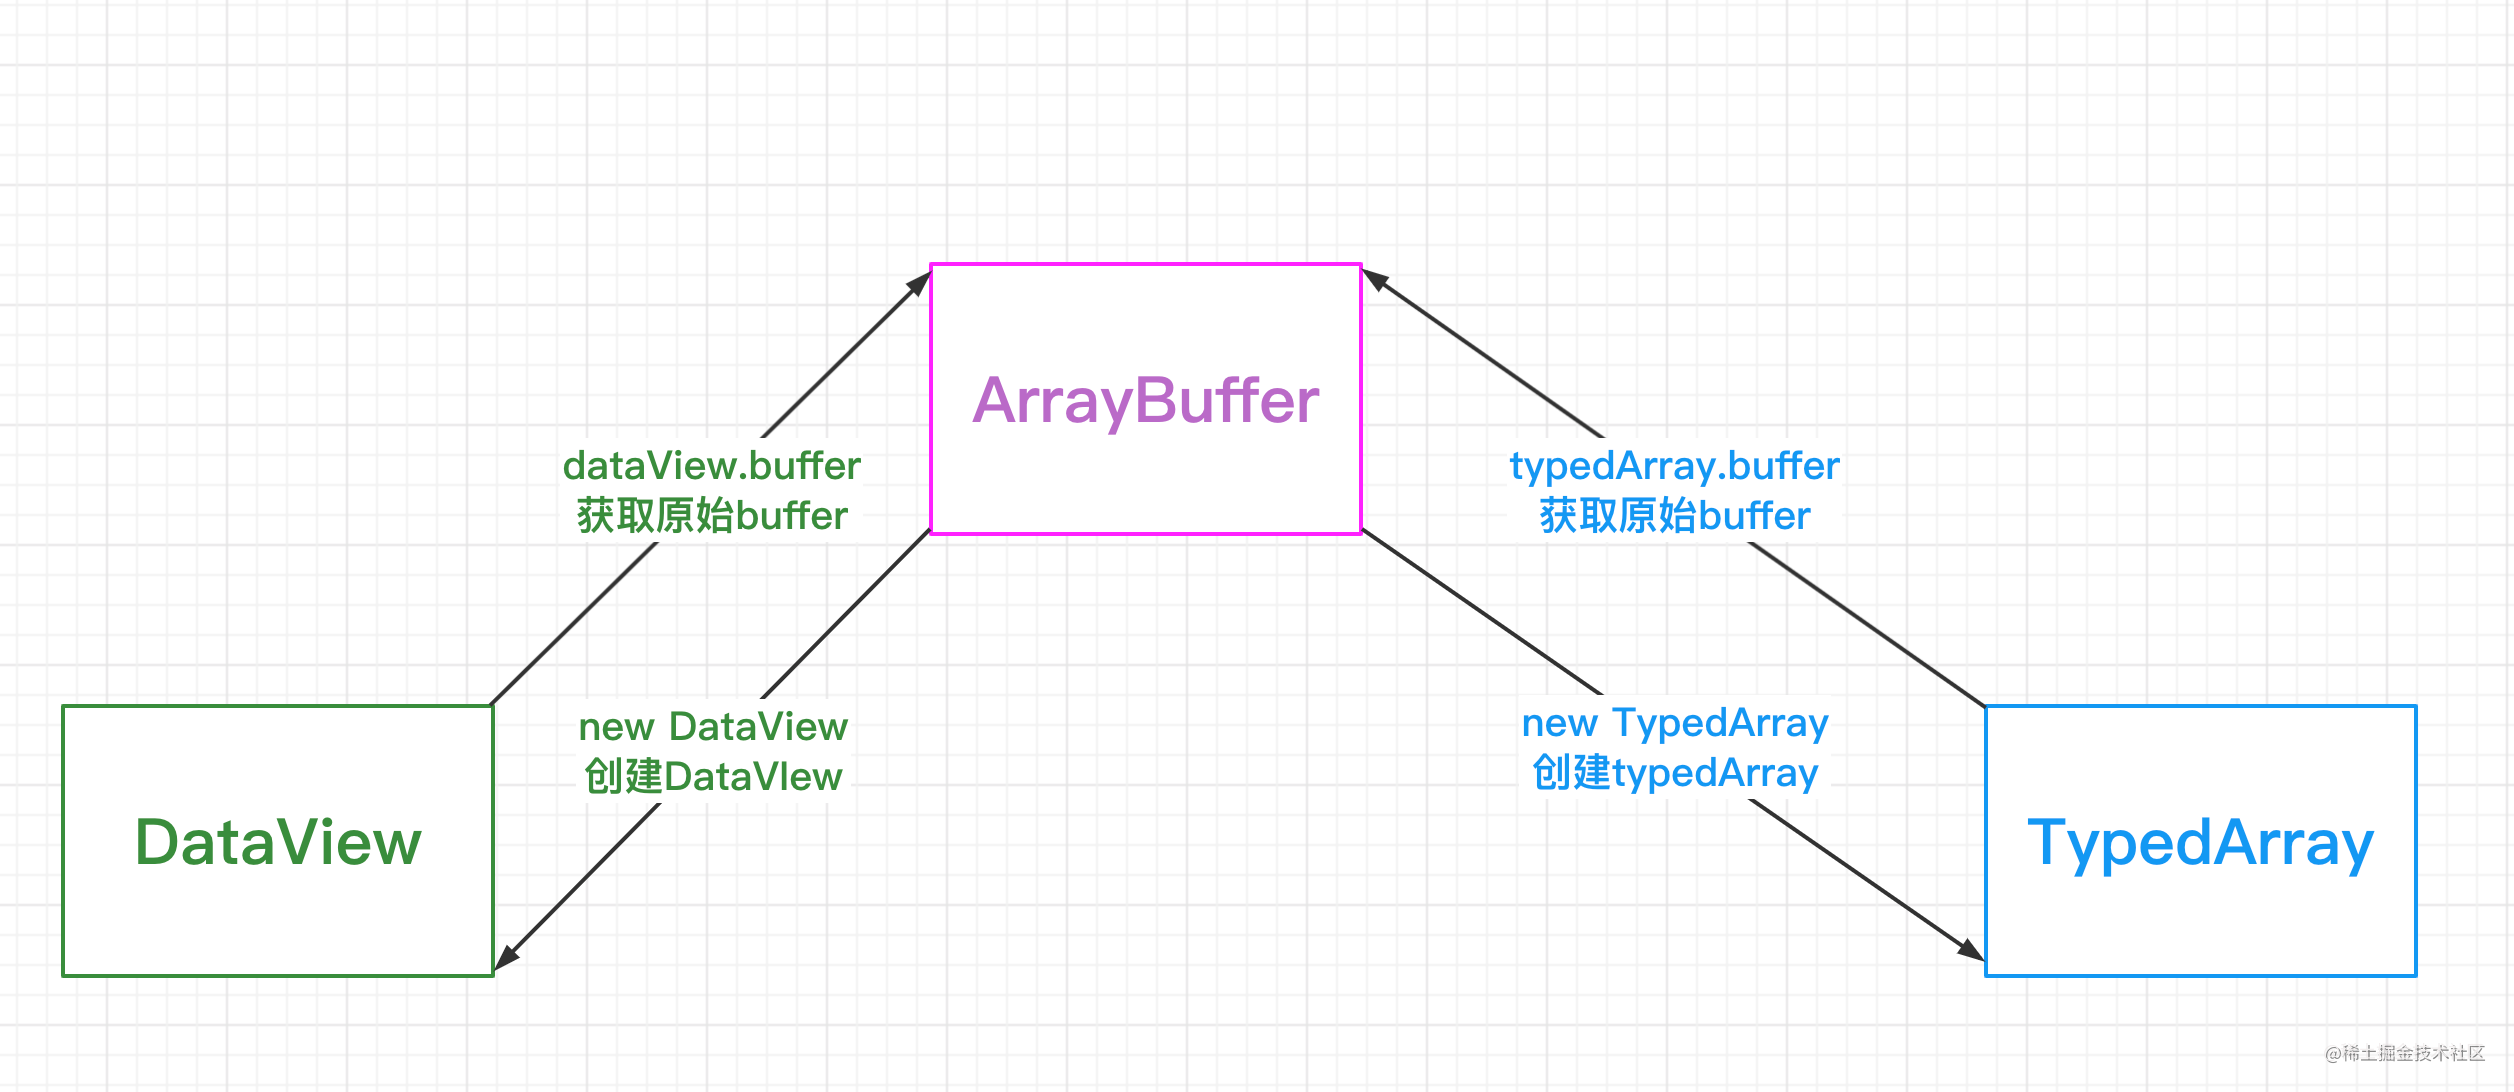 ArrayBuffer
dataView.buffer
获取原始buffer
typedArray.buffer
获取原始buffer
new DataView
创建DataVIew
new TypedArray
创建typedArray
DataView
TypedArray
@稀土掘金技术社区